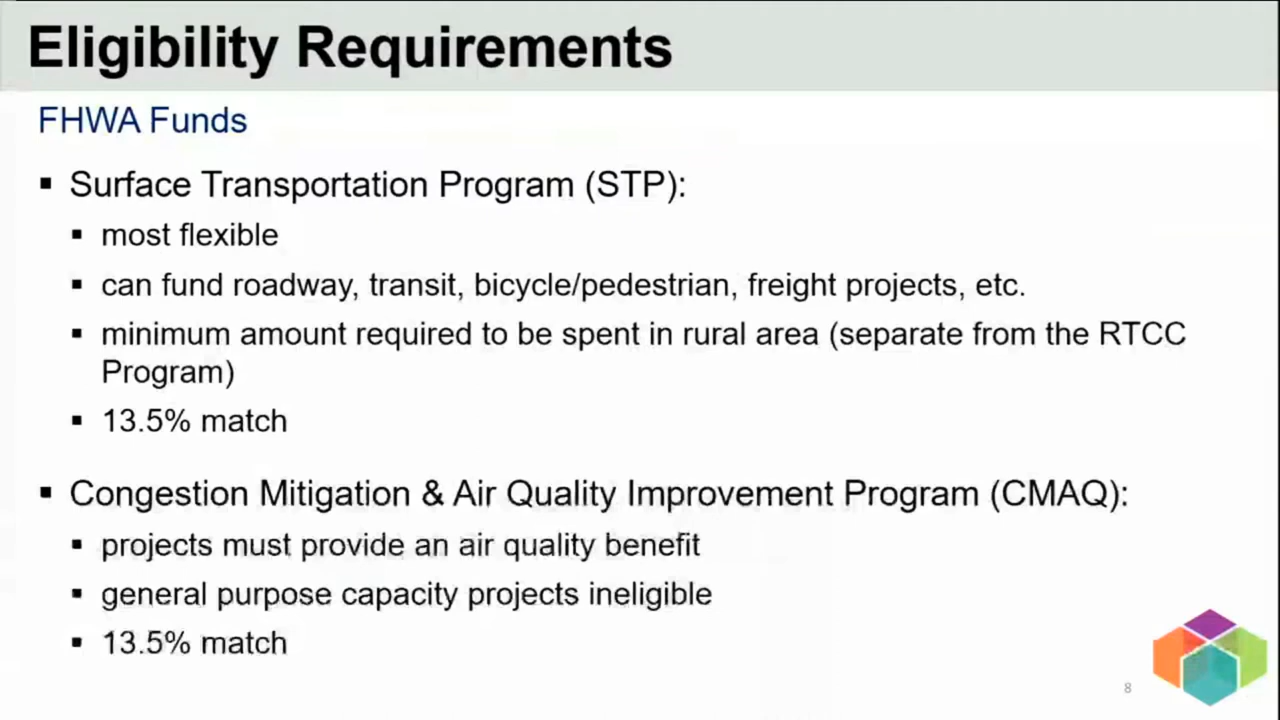 Eligibility Requirements
FHWA Funds
▪ Surface Transportation Program (STP):
▪ most flexible
▪ can fund roadway, transit, bicycle/pedestrian, freight projects, etc.
▪ minimum amount required to be spent in rural area (separate from the RTCC
Program)
▪ 13.5% match
▪ Congestion Mitigation & Air Quality Improvement Program (CMAQ):
▪ projects must provide an air quality benefit
▪ general purpose capacity projects ineligible
▪ 13.5% match
8